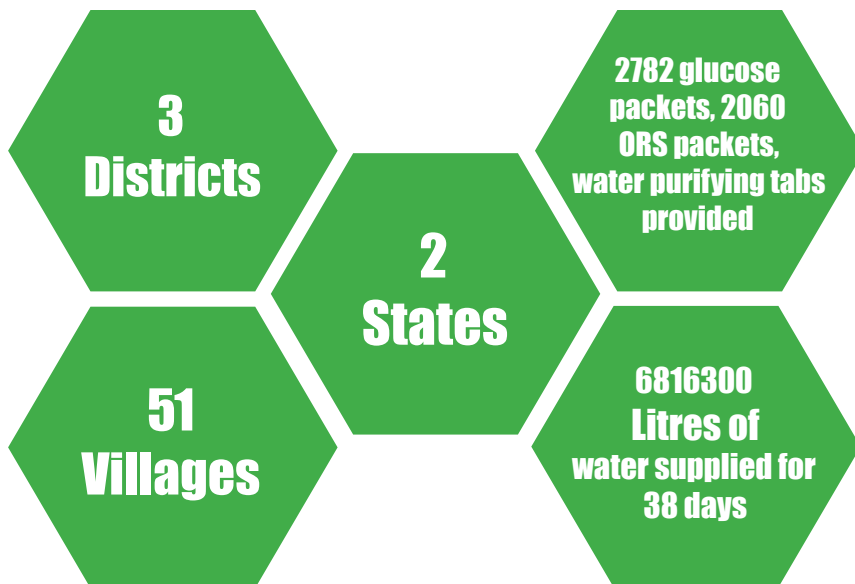 3
Districts
2782 glucose
packets, 2060
ORS packets,
water purifying tabs
provided
2
States
51
Villages
6816300
Litres of
water supplied for
38 days